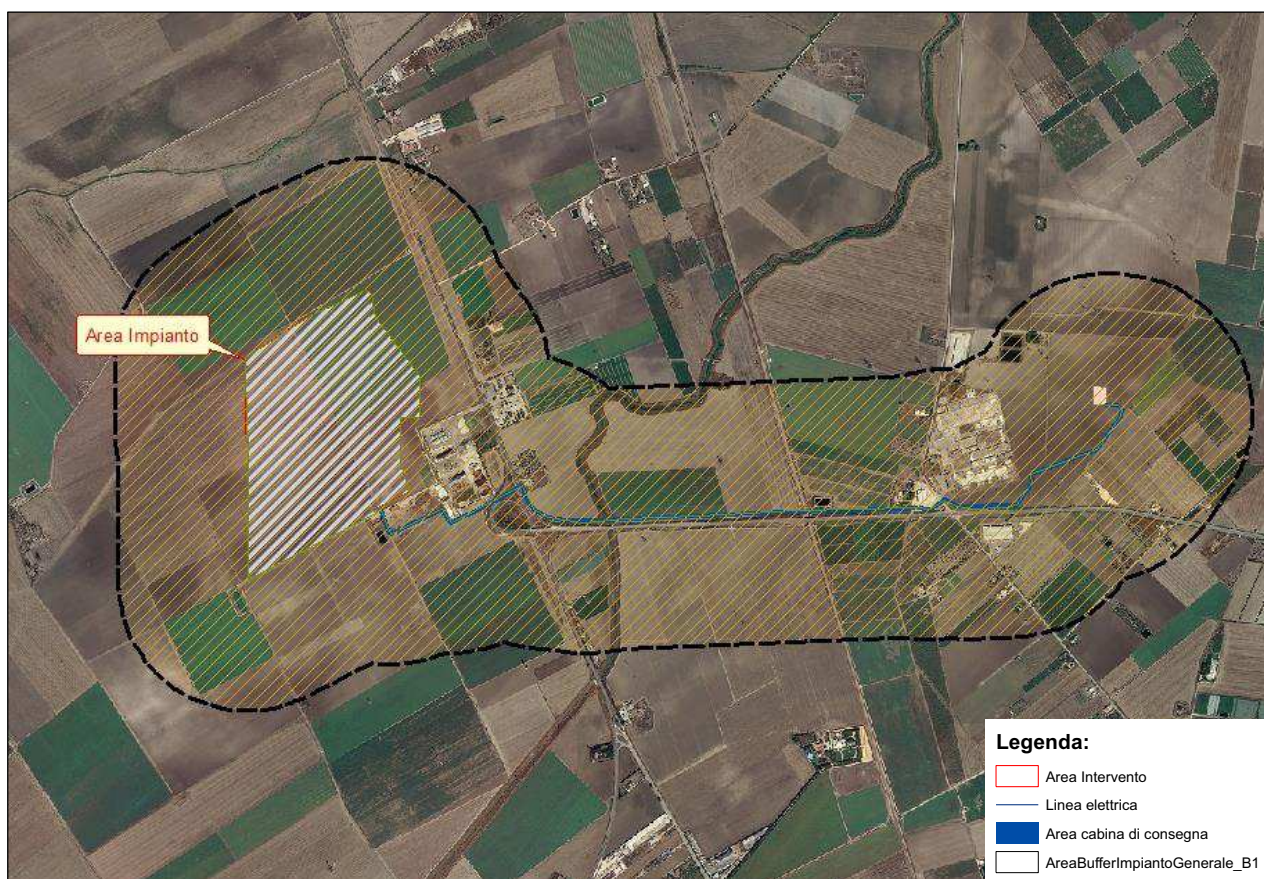 Area Impianto
Legenda:
Area Intervento
Linea elettrica
Area cabina di consegna
AreaBufferImpiantoGenerale_B1